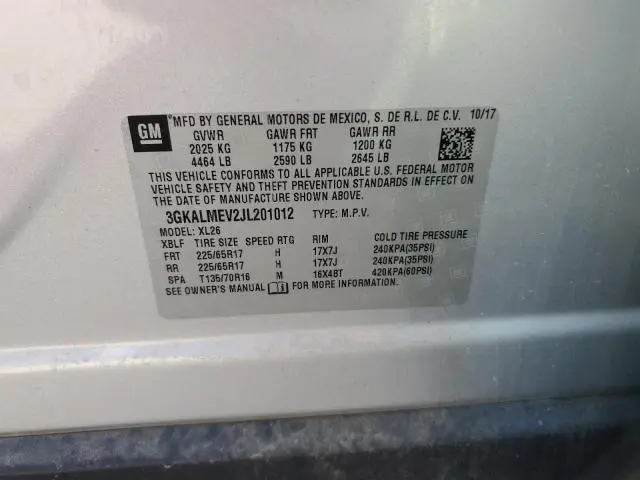 GM
*MFD BY GENERAL MOTORS DE MEXICO, S. DE R.L. DE C.V. 10/17
GVWR GAWR FRT GAWR RR
2025 KG 1175 KG 1200 KG
4464 LB 2590 LB 2645 LB
THIS VEHICLE CONFORMS TO ALL APPLICABLE U.S. FEDERAL MOTOR
VEHICLE SAFETY AND THEFT PREVENTION STANDARDS IN EFFECT ON
THE DATE OF MANUFACTURE SHOWN ABOVE.
3GKALMEV2JL201012 TYPE: M.P.V.
MODEL: XL26
XBLF TIRE SIZE SPEED RTG RIM COLD TIRE PRESSURE
FRT 225/65R17 H 17X7J 240KPA(35PSI)
RR 225/65R17 H 17X7J 240KPA(35PSI)
SPA T135/70R16 M 16X4BT 420KPA(60PSI)
SEE OWNER'S MANUAL FOR MORE INFORMATION.